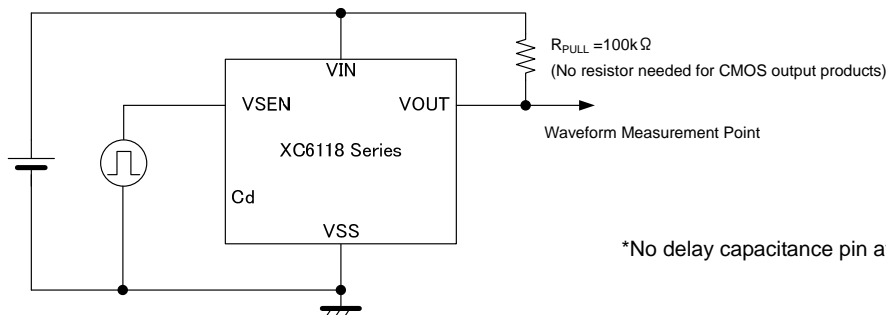 R_PULL =100kΩ
(No resistor needed for CMOS output products)
VIN
VSEN
VOUT
Waveform Measurement Point
XC6118 Series
Cd
VSS
*No delay capacitance pin a